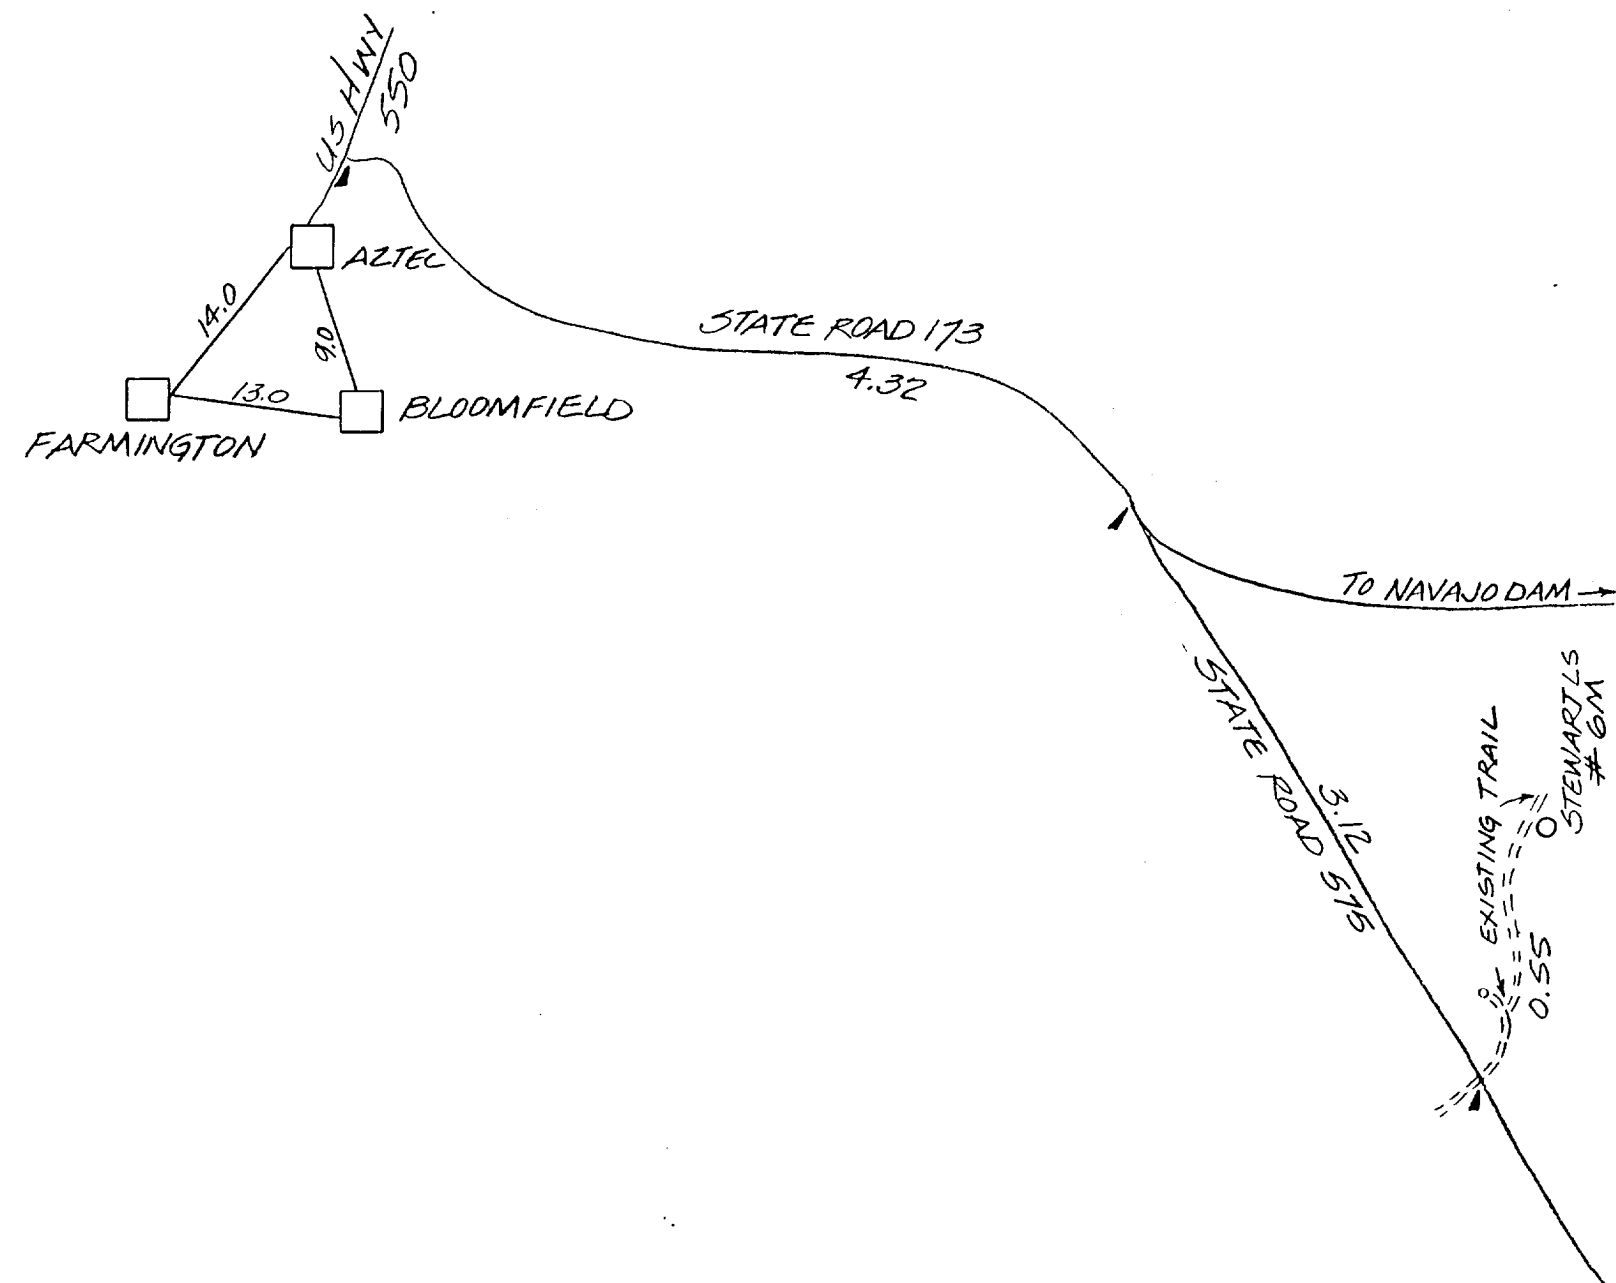 US HWY
550
AZTEC
14.0
9.0
13.0
FARMINGTON
BLOOMFIELD
STATE ROAD 173
4.32
TO NAVAJO DAM →
STATE ROAD 575
3.12
EXISTING TRAIL
0.55
STEWART LS
# 6M